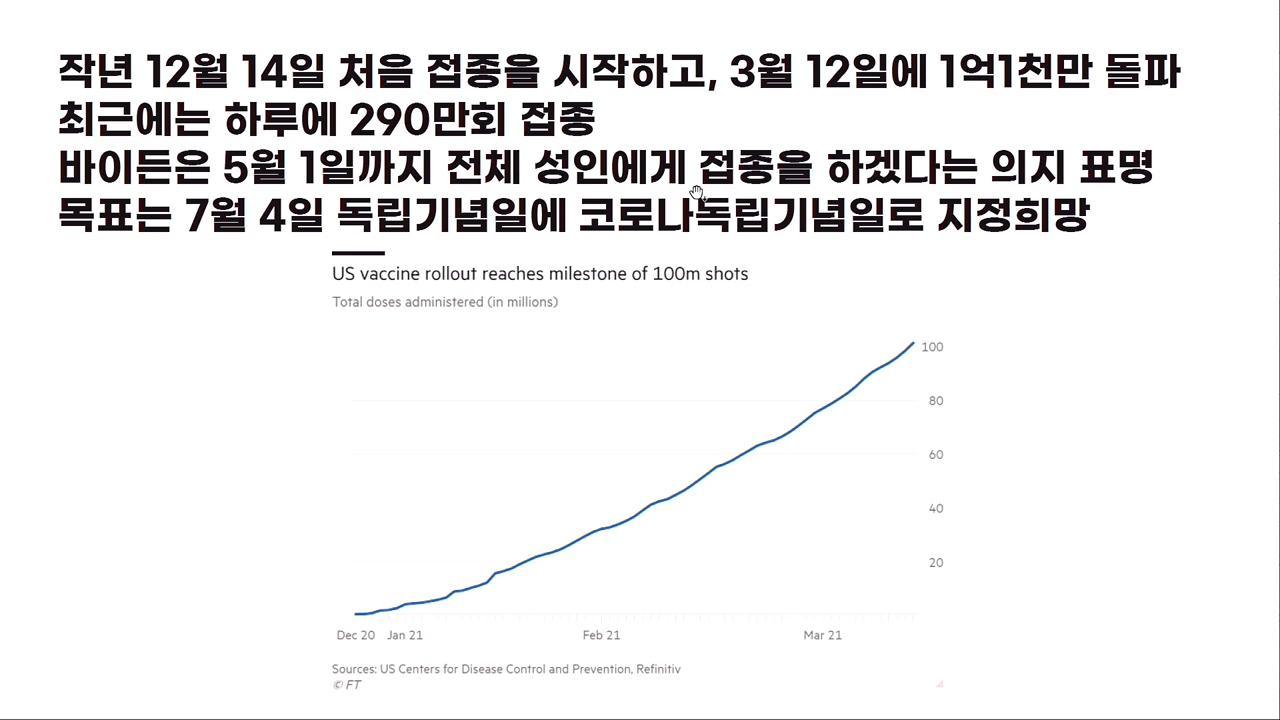 작년 12월 14일 처음 접종을 시작하고, 3월 12일에 1억1천만 돌파
최근에는 하루에 290만회 접종
바이든은 5월 1일까지 전체 성인에게 접종을 하겠다는 의지 표명
목표는 7월 4일 독립기념일에 코로나독립기념일로 지정희망
US vaccine rollout reaches milestone of 100m shots
Total doses administered (in millions)
100
80
60
40
20
Dec 20 Jan 21 Feb 21 Mar 21
Sources: US Centers for Disease Control and Prevention, Refinitiv
© FT